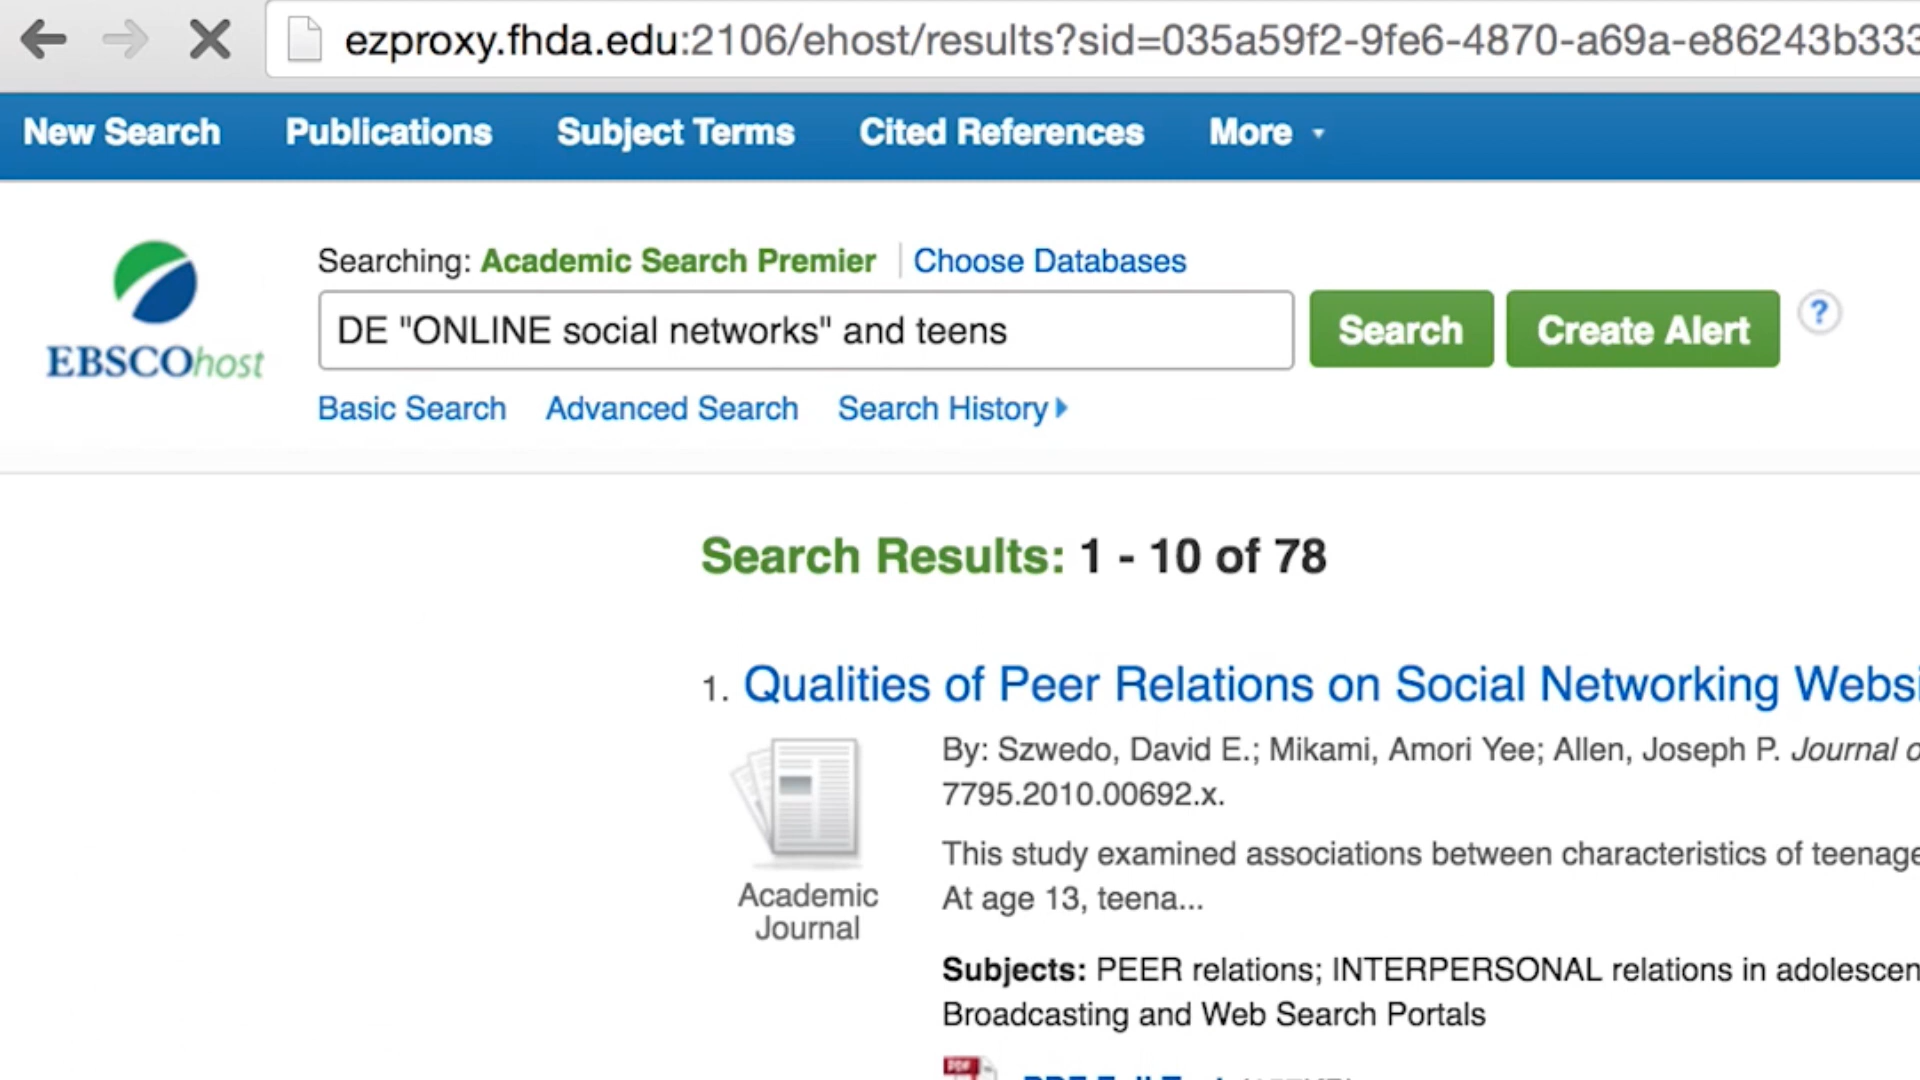 ezproxy.fhda.edu:2106/ehost/results?sid=035a59f2-9fe6-4870-a69a-e86243b333
New Search Publications Subject Terms Cited References More
Searching: Academic Search Premier Choose Databases
DE "ONLINE social networks" and teens Search Create Alert ?
EBSCOhost
Basic Search Advanced Search Search History
Search Results: 1 - 10 of 78
1. Qualities of Peer Relations on Social Networking Websi
By: Szwedo, David E.; Mikami, Amori Yee; Allen, Joseph P. Journal o
7795.2010.00692.x.
This study examined associations between characteristics of teenage
At age 13, teena...
Academic
Journal
Subjects: PEER relations; INTERPERSONAL relations in adolescen
Broadcasting and Web Search Portals
PDF